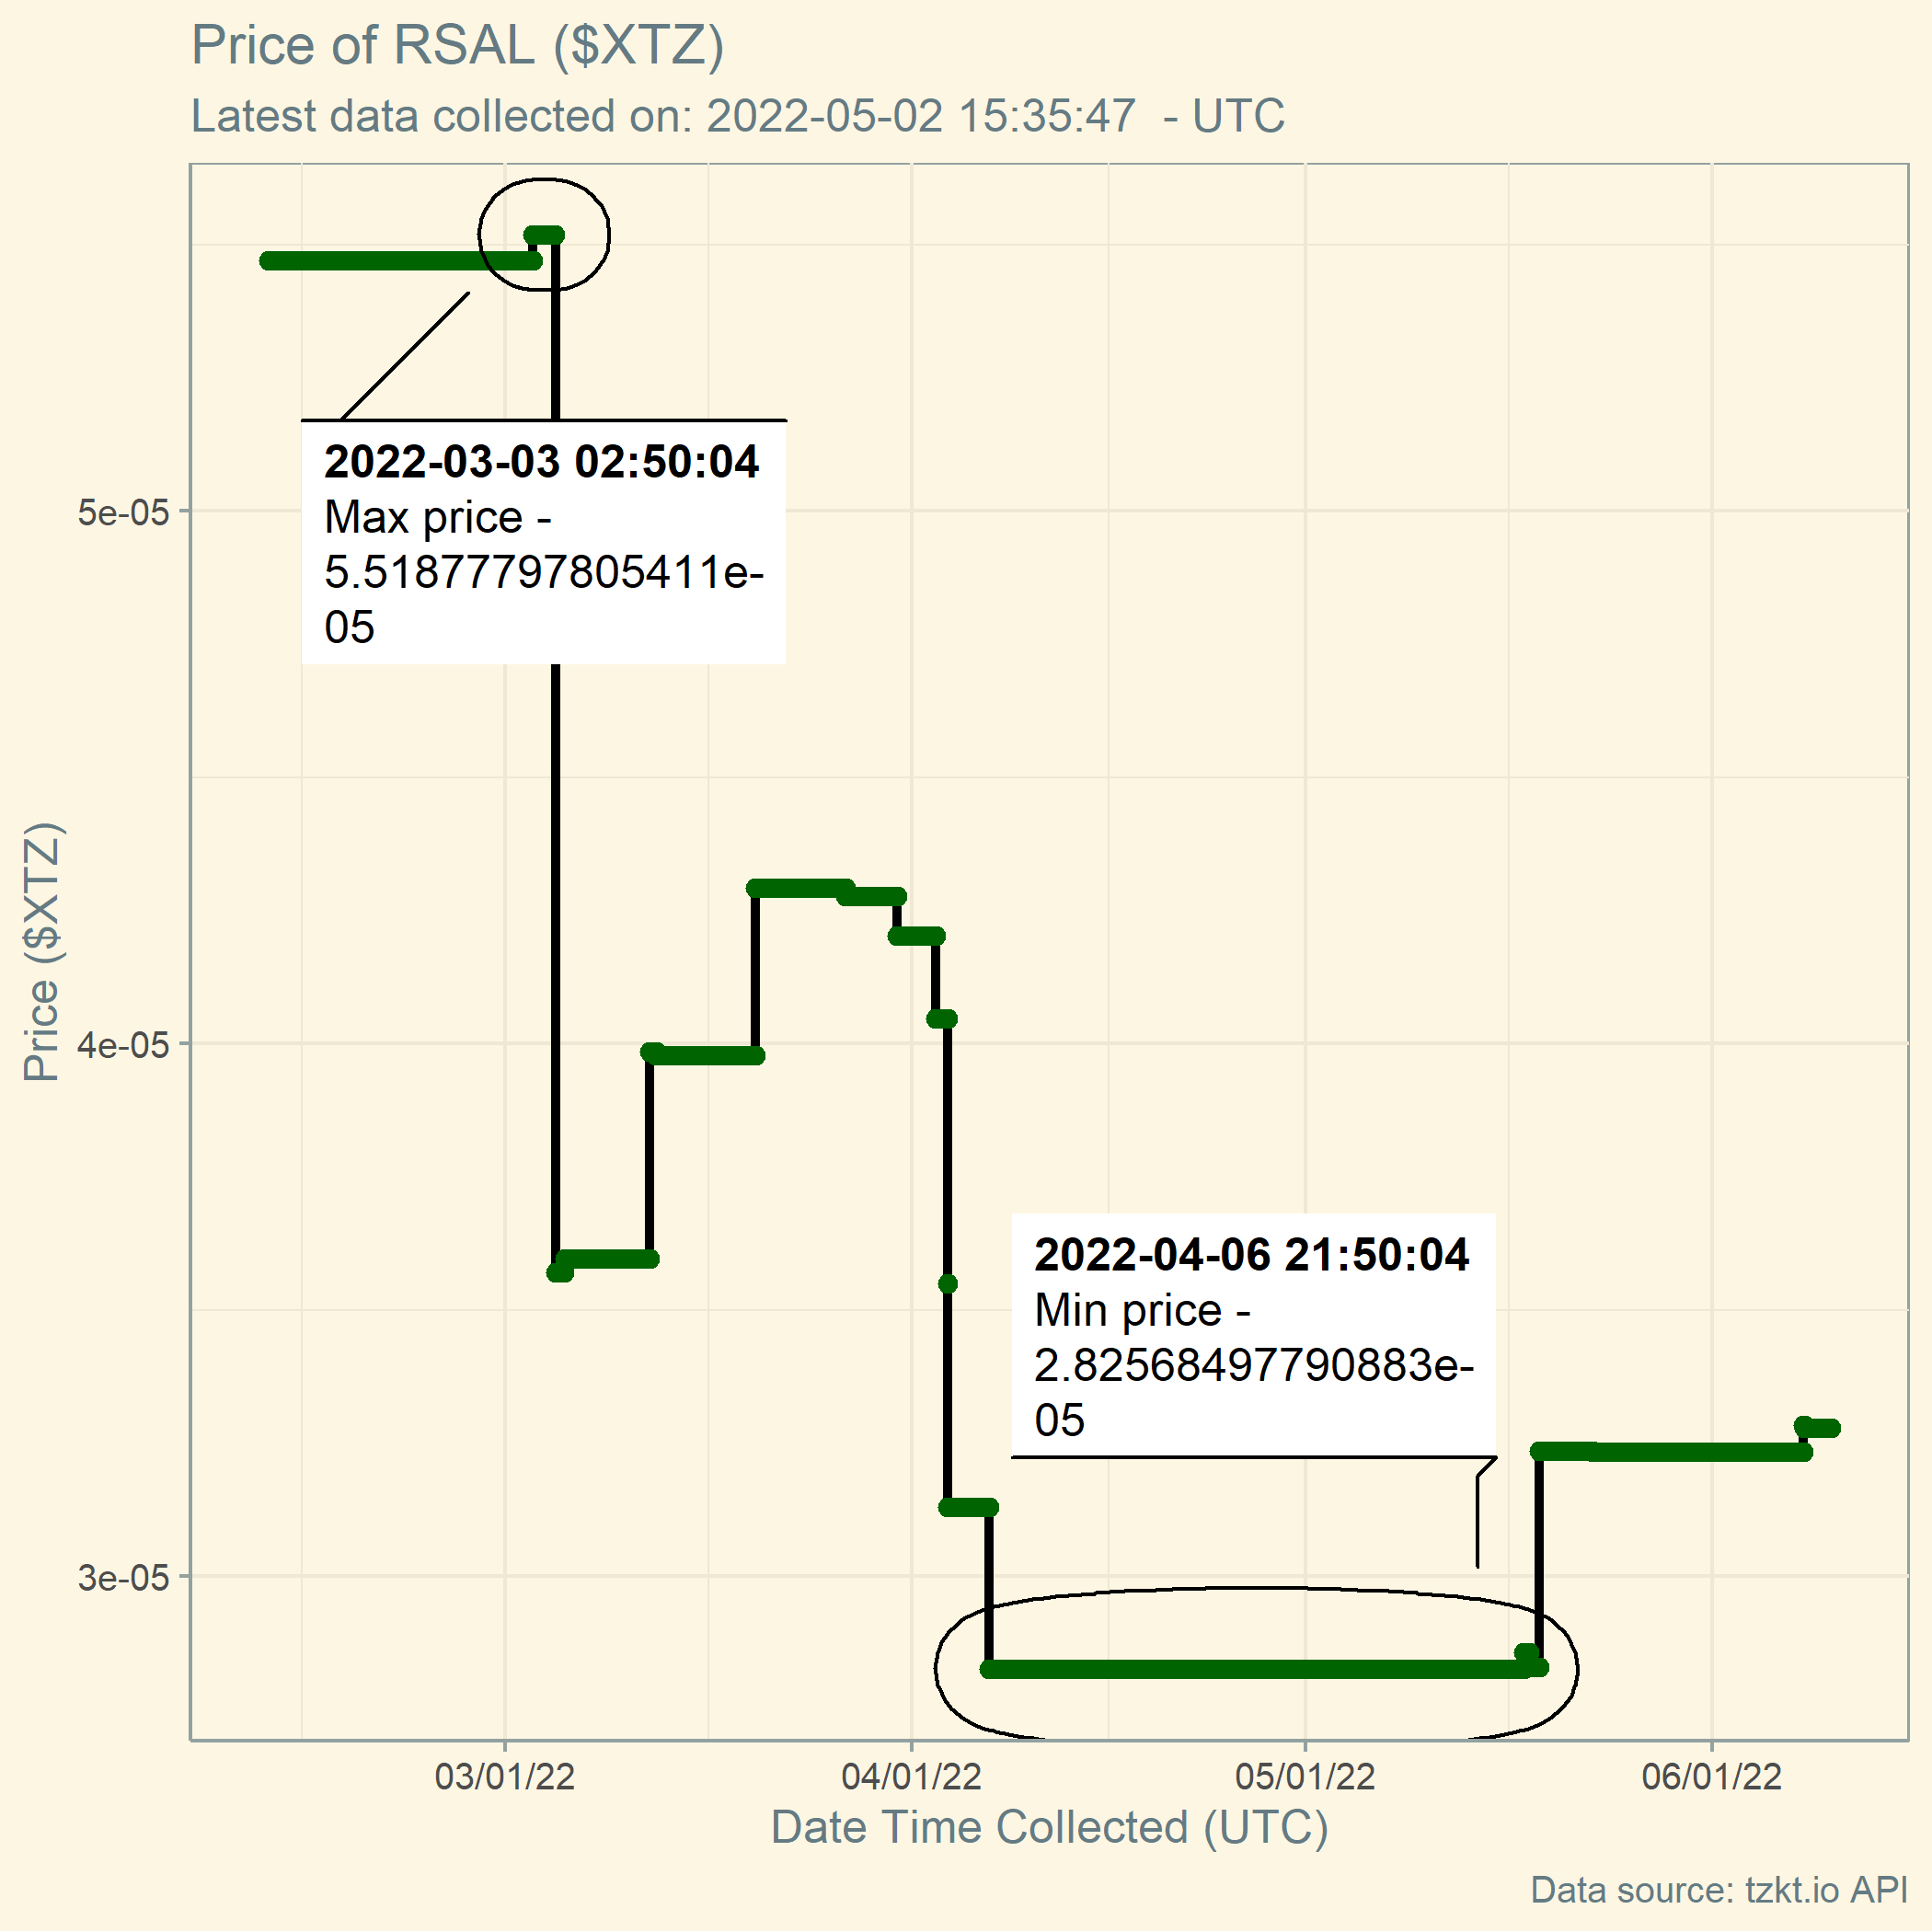 Price of RSAL ($XTZ)
Latest data collected on: 2022-05-02 15:35:47  - UTC
2022-03-03 02:50:04
Max price -
5.51877797805411e-
05
5e-05
Price ($XTZ)
4e-05
2022-04-06 21:50:04
Min price -
2.82568497790883e-
05
3e-05
03/01/22
04/01/22
05/01/22
06/01/22
Date Time Collected (UTC)
Data source: tzkt.io API